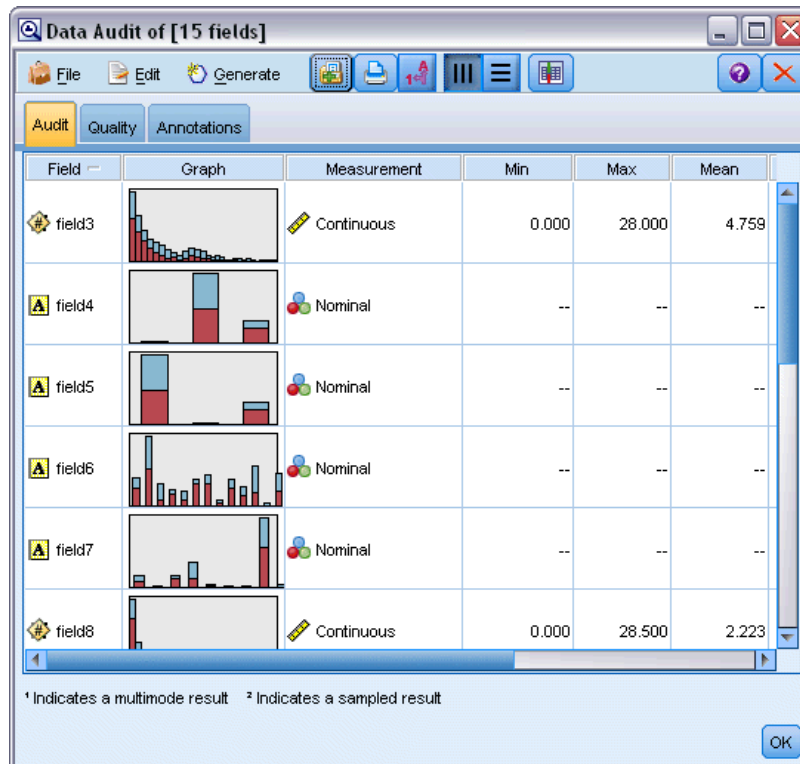 Data Audit of [15 fields]
File Edit Generate
Audit Quality Annotations
Field Graph Measurement Min Max Mean
field3 Continuous 0.000 28.000 4.759
A field4 Nominal -- -- --
A field5 Nominal -- -- --
A field6 Nominal -- -- --
A field7 Nominal -- -- --
field8 Continuous 0.000 28.500 2.223
¹ Indicates a multimode result ² Indicates a sampled result
OK